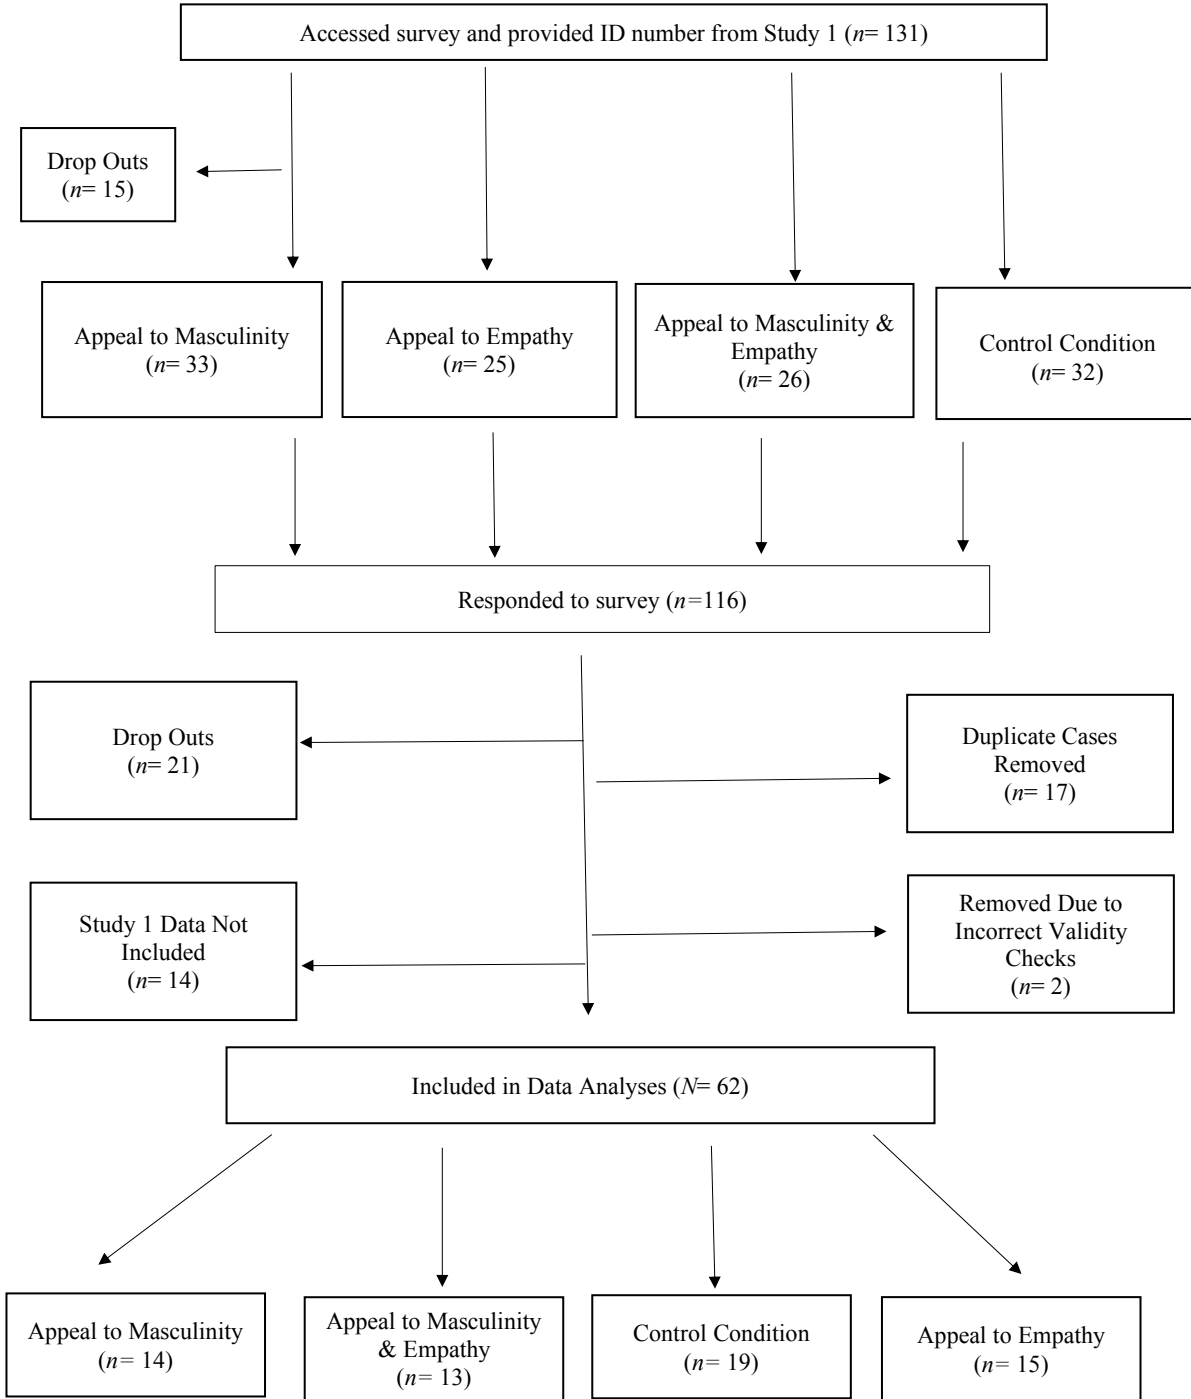 Accessed survey and provided ID number from Study 1 (n= 131)
Drop Outs
(n= 15)
Appeal to Masculinity
(n= 33)
Appeal to Empathy
(n= 25)
Appeal to Masculinity &
Empathy
(n= 26)
Control Condition
(n= 32)
Responded to survey (n=116)
Drop Outs
(n= 21)
Duplicate Cases
Removed
(n= 17)
Study 1 Data Not
Included
(n= 14)
Removed Due to
Incorrect Validity
Checks
(n= 2)
Included in Data Analyses (N= 62)
Appeal to Masculinity
(n= 14)
Appeal to Masculinity
& Empathy
(n= 13)
Control Condition
(n= 19)
Appeal to Empathy
(n= 15)